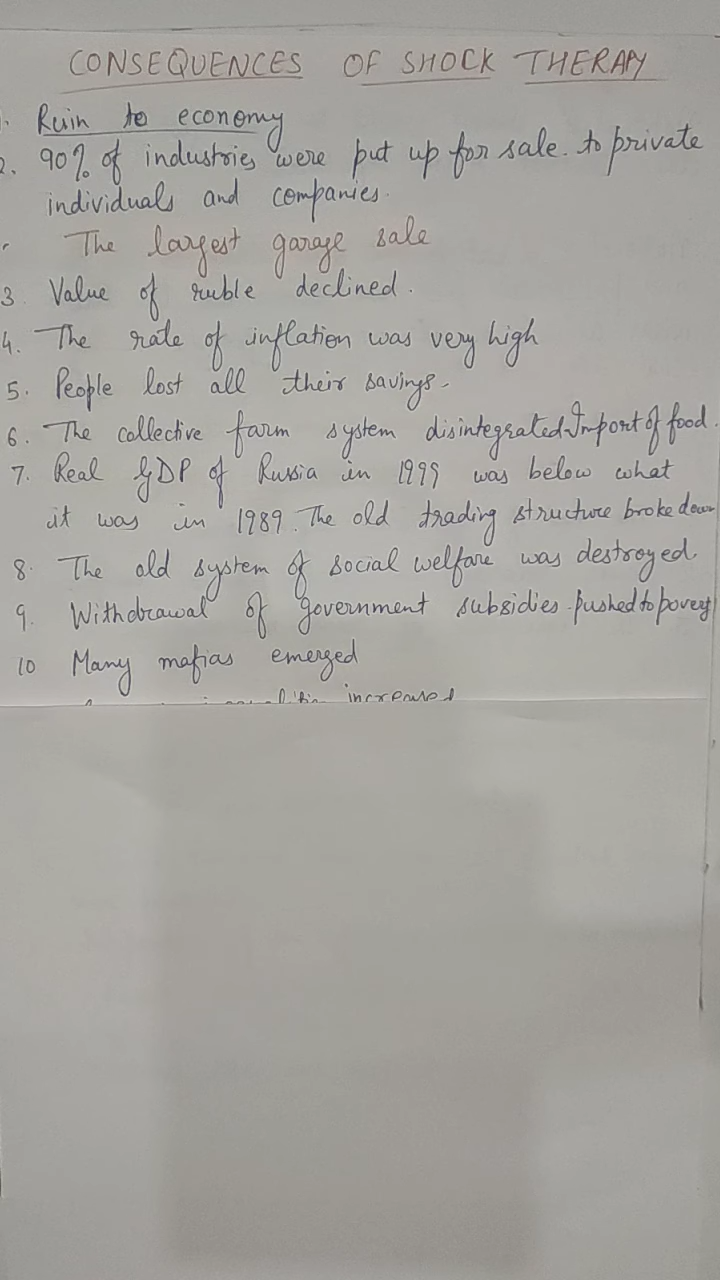 CONSEQUENCES OF SHOCK THERAPY
1. Ruin to economy
2. 90% of industries were put up for sale. to private
individuals and companies.
The largest garage sale
3. Value of ruble declined.
4. The rate of inflation was very high
5. People lost all their savings.
6. The collective farm system disintegrated-Import of food.
7. Real GDP of Russia in 1999 was below what
it was in 1989. The old trading structure broke down
8. The old system of social welfare was destroyed.
9. Withdrawal of government subsidies-pushed to povety
10 Many mafias emerged
increased